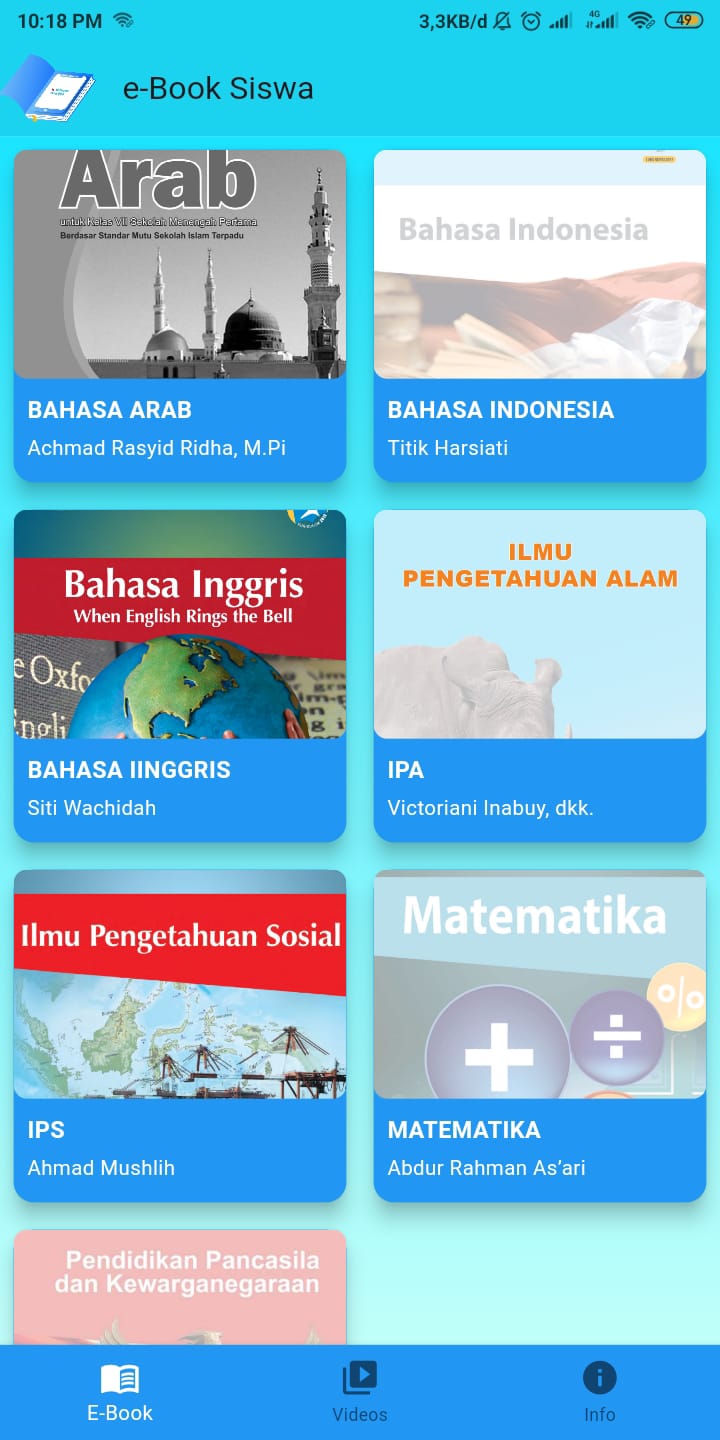 10:18 PM
3,3KB/d
4G
49
e-Book Siswa
Arab
untuk Kelas VII Sekolah Menengah Pertama
Berdasar Standar Mutu Sekolah Islam Terpadu
BAHASA ARAB
Achmad Rasyid Ridha, M.Pi
Bahasa Indonesia
BAHASA INDONESIA
Titik Harsiati
Bahasa Inggris
When English Rings the Bell
e Oxfo
Engli
BAHASA IINGGRIS
Siti Wachidah
ILMU
PENGETAHUAN ALAM
IPA
Victoriani Inabuy, dkk.
Ilmu Pengetahuan Sosial
IPS
Ahmad Mushlih
Matematika
+
÷
%
MATEMATIKA
Abdur Rahman As’ari
Pendidikan Pancasila
dan Kewarganegaraan
E-Book
Videos
Info